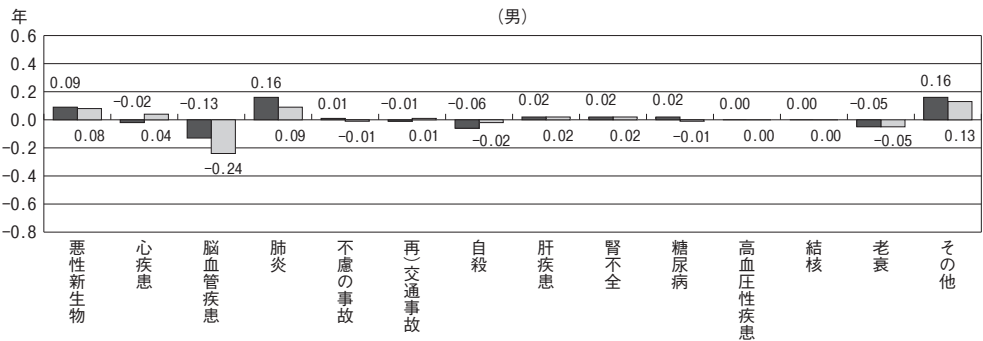 年
(男)
0.6
0.4
0.2
0.0
-0.2
-0.4
-0.6
-0.8
0.09
-0.02
-0.13
0.16
0.01
-0.01
-0.06
0.02
0.02
0.02
0.00
0.00
-0.05
0.16
0.08
0.04
-0.24
0.09
-0.01
0.01
-0.02
0.02
0.02
-0.01
0.00
0.00
-0.05
0.13
悪性新生物
心疾患
脳血管疾患
肺炎
不慮の事故
再)交通事故
自殺
肝疾患
腎不全
糖尿病
高血圧性疾患
結核
老衰
その他